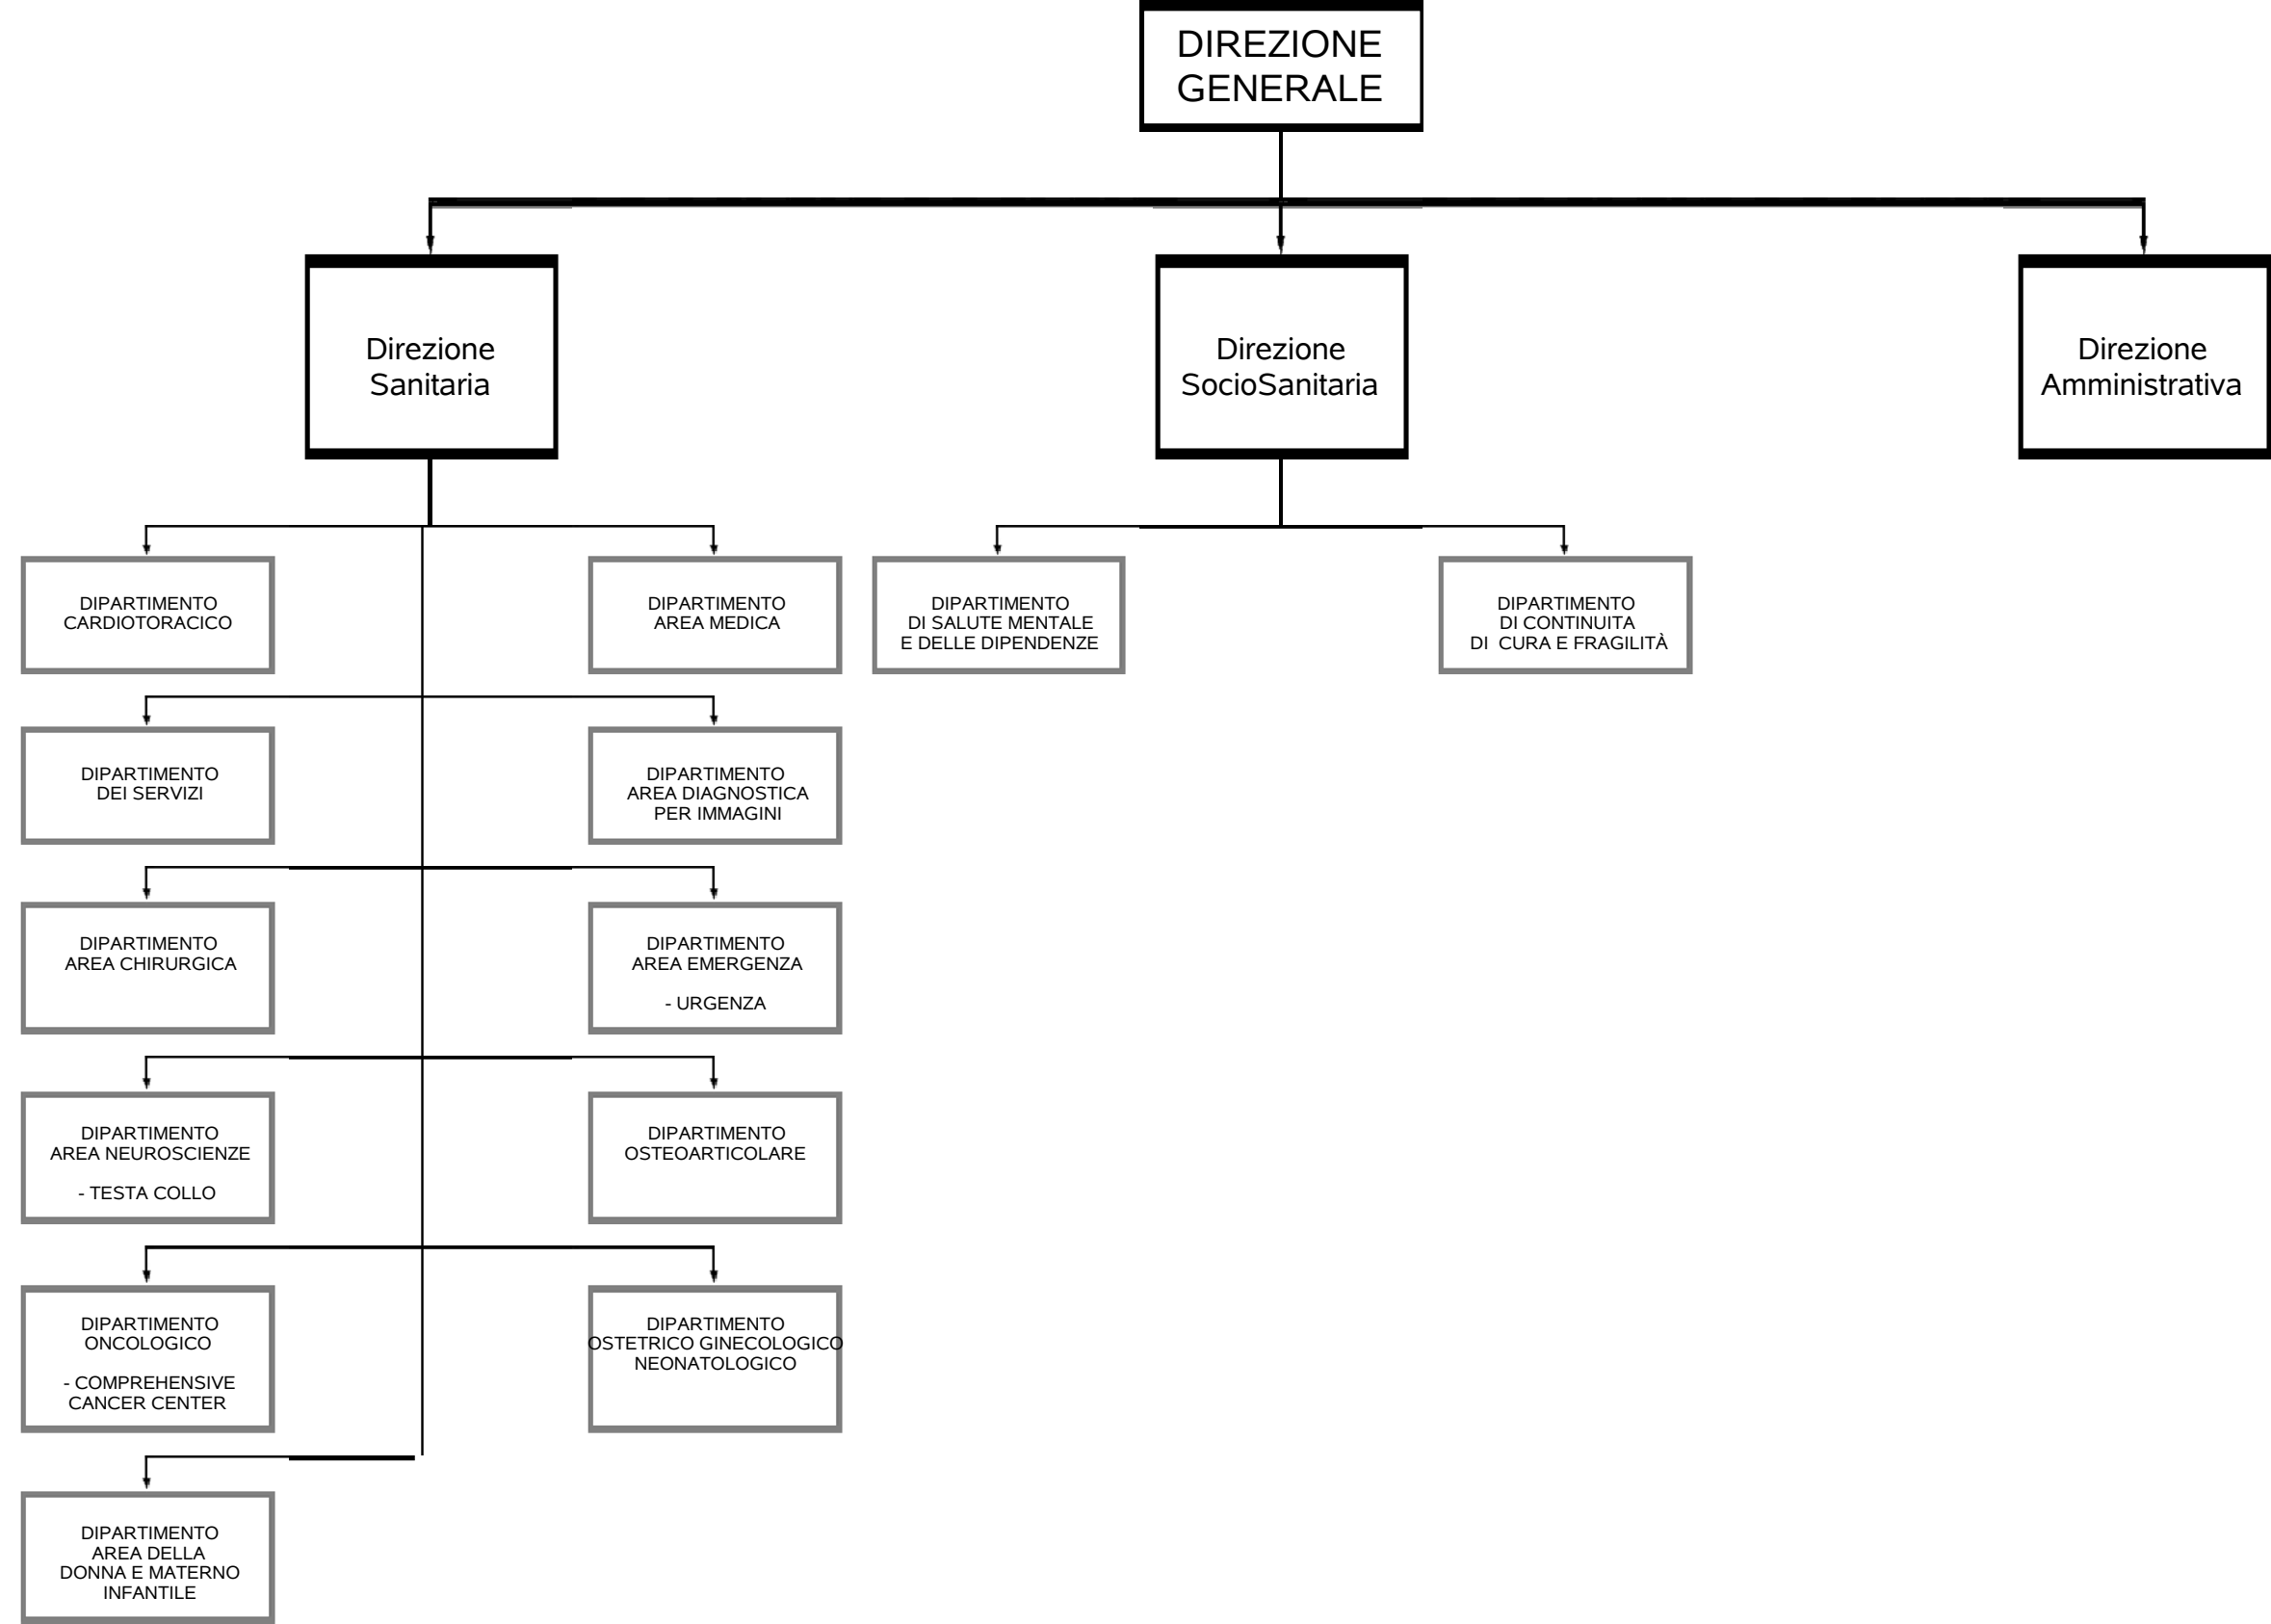 DIREZIONE
GENERALE
Direzione
Sanitaria
Direzione
SocioSanitaria
Direzione
Amministrativa
DIPARTIMENTO
CARDIOTORACICO
DIPARTIMENTO
AREA MEDICA
DIPARTIMENTO
DI SALUTE MENTALE
E DELLE DIPENDENZE
DIPARTIMENTO
DI CONTINUITA
DI CURA E FRAGILITÀ
DIPARTIMENTO
DEI SERVIZI
DIPARTIMENTO
AREA DIAGNOSTICA
PER IMMAGINI
DIPARTIMENTO
AREA CHIRURGICA
DIPARTIMENTO
AREA EMERGENZA
- URGENZA
DIPARTIMENTO
AREA NEUROSCIENZE
- TESTA COLLO
DIPARTIMENTO
OSTEOARTICOLARE
DIPARTIMENTO
ONCOLOGICO
- COMPREHENSIVE
CANCER CENTER
DIPARTIMENTO
OSTETRICO GINECOLOGICO
NEONATOLOGICO
DIPARTIMENTO
AREA DELLA
DONNA E MATERNO
INFANTILE